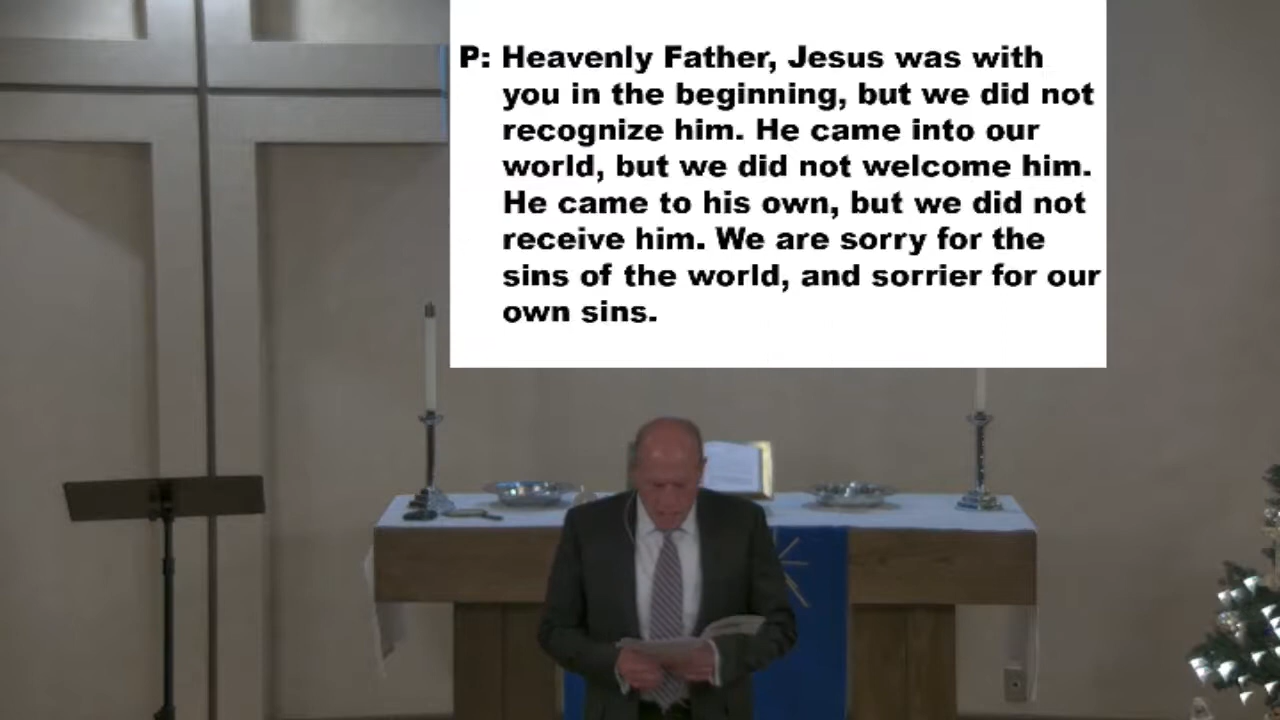 P: Heavenly Father, Jesus was with
you in the beginning, but we did not
recognize him. He came into our
world, but we did not welcome him.
He came to his own, but we did not
receive him. We are sorry for the
sins of the world, and sorrier for our
own sins.